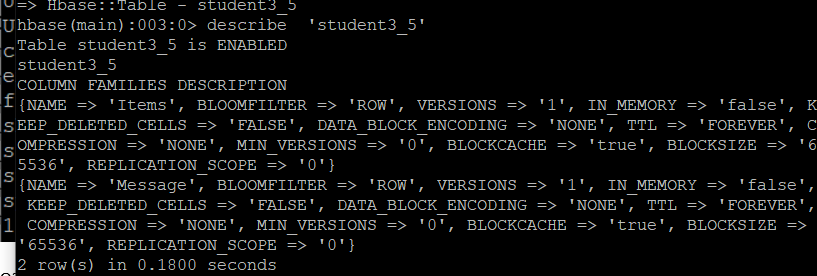 => Hbase::Table - student3_5
hbase(main):003:0> describe  'student3_5'
Table student3_5 is ENABLED
student3_5
COLUMN FAMILIES DESCRIPTION
{NAME => 'Items', BLOOMFILTER => 'ROW', VERSIONS => '1', IN_MEMORY => 'false', K
EEP_DELETED_CELLS => 'FALSE', DATA_BLOCK_ENCODING => 'NONE', TTL => 'FOREVER', C
OMPRESSION => 'NONE', MIN_VERSIONS => '0', BLOCKCACHE => 'true', BLOCKSIZE => '6
5536', REPLICATION_SCOPE => '0'}
{NAME => 'Message', BLOOMFILTER => 'ROW', VERSIONS => '1', IN_MEMORY => 'false',
 KEEP_DELETED_CELLS => 'FALSE', DATA_BLOCK_ENCODING => 'NONE', TTL => 'FOREVER',
 COMPRESSION => 'NONE', MIN_VERSIONS => '0', BLOCKCACHE => 'true', BLOCKSIZE =>
'65536', REPLICATION_SCOPE => '0'}
2 row(s) in 0.1800 seconds